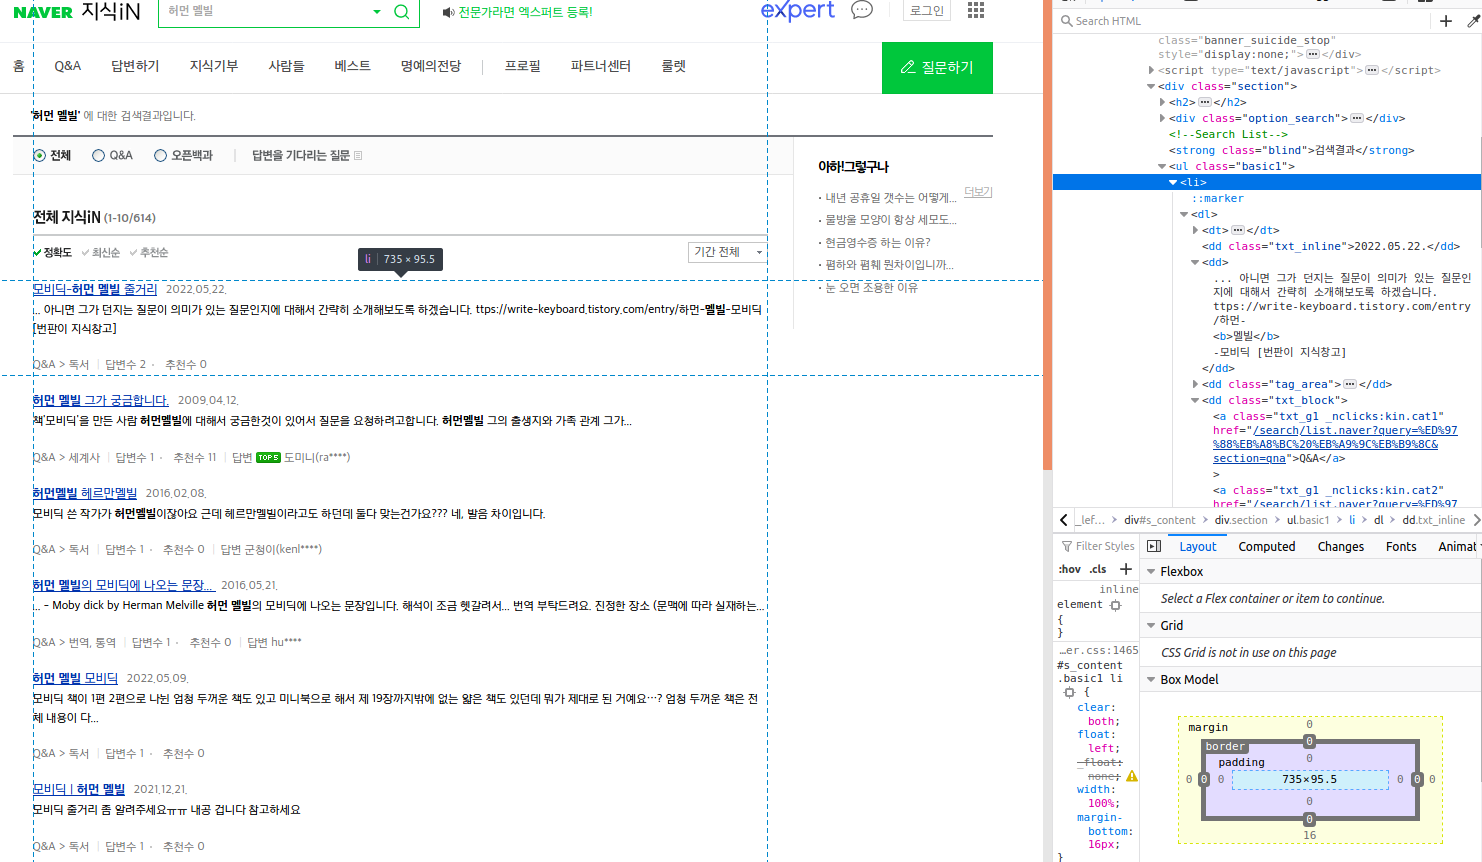 NAVER 지식iN
허먼 멜빌
전문가라면 엑스퍼트 등록!
expert
로그인
홈 Q&A 답변하기 지식기부 사람들 베스트 명예의전당 프로필 파트너센터 룰렛
질문하기
'허먼 멜빌' 에 대한 검색결과입니다.
전체 Q&A 오픈백과 답변을 기다리는 질문
전체 지식iN (1-10/614)
정확도 최신순 추천순
기간 전체
li 735 × 95.5
모비딕-허먼 멜빌 줄거리 2022.05.22.
... 아니면 그가 던지는 질문이 의미가 있는 질문인지에 대해서 간략히 소개해보도록 하겠습니다. ttps://write-keyboard.tistory.com/entry/하먼-멜빌-모비딕
[번판이 지식창고]
Q&A > 독서 답변수 2 · 추천수 0
허먼 멜빌 그가 궁금합니다. 2009.04.12.
책'모비딕'을 만든 사람 허먼멜빌에 대해서 궁금한것이 있어서 질문을 요청하려고합니다. 허먼멜빌 그의 출생지와 가족 관계 그가...
Q&A > 세계사 답변수 1 · 추천수 11 답변 TOP5 도미니(ra****)
허먼멜빌 헤르만멜빌 2016.02.08.
모비딕 쓴 작가가 허먼멜빌이잖아요 근데 헤르만멜빌이라고도 하던데 둘다 맞는건가요??? 네, 발음 차이입니다.
Q&A > 독서 답변수 1 · 추천수 0 답변 군청이(kenl****)
허먼 멜빌의 모비딕에 나오는 문장... 2016.05.21.
... - Moby dick by Herman Melville 허먼 멜빌의 모비딕에 나오는 문장입니다. 해석이 조금 헷갈려서... 번역 부탁드려요. 진정한 장소 (문맥에 따라 실재하는...
Q&A > 번역, 통역 답변수 1 · 추천수 0 답변 hu****
허먼 멜빌 모비딕 2022.05.09.
모비딕 책이 1편 2편으로 나뉜 엄청 두꺼운 책도 있고 미니북으로 해서 제 19장까지밖에 없는 얇은 책도 있던데 뭐가 제대로 된 거예요…? 엄청 두꺼운 책은 전
체 내용이 다...
Q&A > 독서 답변수 1 · 추천수 0
모비딕 | 허먼 멜빌 2021.12.21.
모비딕 줄거리 좀 알려주세요ㅠㅠ 내공 겁니다 참고하세요
Q&A > 독서 답변수 1 · 추천수 0
아하!그렇구나
더보기
· 내년 공휴일 갯수는 어떻게...
· 물방울 모양이 항상 세모도...
· 현금영수증 하는 이유?
· 폐하와 폐훼 뭔차이입니까...
· 눈 오면 조용한 이유
Search HTML
class="banner_suicide_stop"
style="display:none;"> </div>
<script type="text/javascript"> </script>
<div class="section">
<h2> </h2>
<div class="option_search"> </div>
<!--Search List-->
<strong class="blind">검색결과</strong>
<ul class="basic1">
<li>
::marker
<dl>
<dt> </dt>
<dd class="txt_inline">2022.05.22.</dd>
<dd>
... 아니면 그가 던지는 질문이 의미가 있는 질문인
지에 대해서 간략히 소개해보도록 하겠습니다.
ttps://write-keyboard.tistory.com/entry
/하먼-
<b>멜빌</b>
-모비딕 [번판이 지식창고]
</dd>
<dd class="tag_area"> </dd>
<dd class="txt_block">
<a class="txt_g1 _nclicks:kin.cat1"
href="/search/list.naver?query=%ED%97
%88%EB%A8%BC%20%EB%A9%9C%EB%B9%8C&
section=qna">Q&A</a>
>
<a class="txt_g1 _nclicks:kin.cat2"
href="/search/list.naver?query=%ED%97
_lef... div#s_content div.section ul.basic1 li dl dd.txt_inline
Filter Styles
:hov .cls +
inline
element
{
}
...er.css:1465
#s_content
.basic1 li
{
clear:
both;
float:
left;
_float:
none;
width:
100%;
margin-
bottom:
16px;
}
Layout Computed Changes Fonts Animat
Flexbox
Select a Flex container or item to continue.
Grid
CSS Grid is not in use on this page
Box Model
margin 0
border 0
padding 0
0 0 0 735×95.5 0 0 0
0
0
16